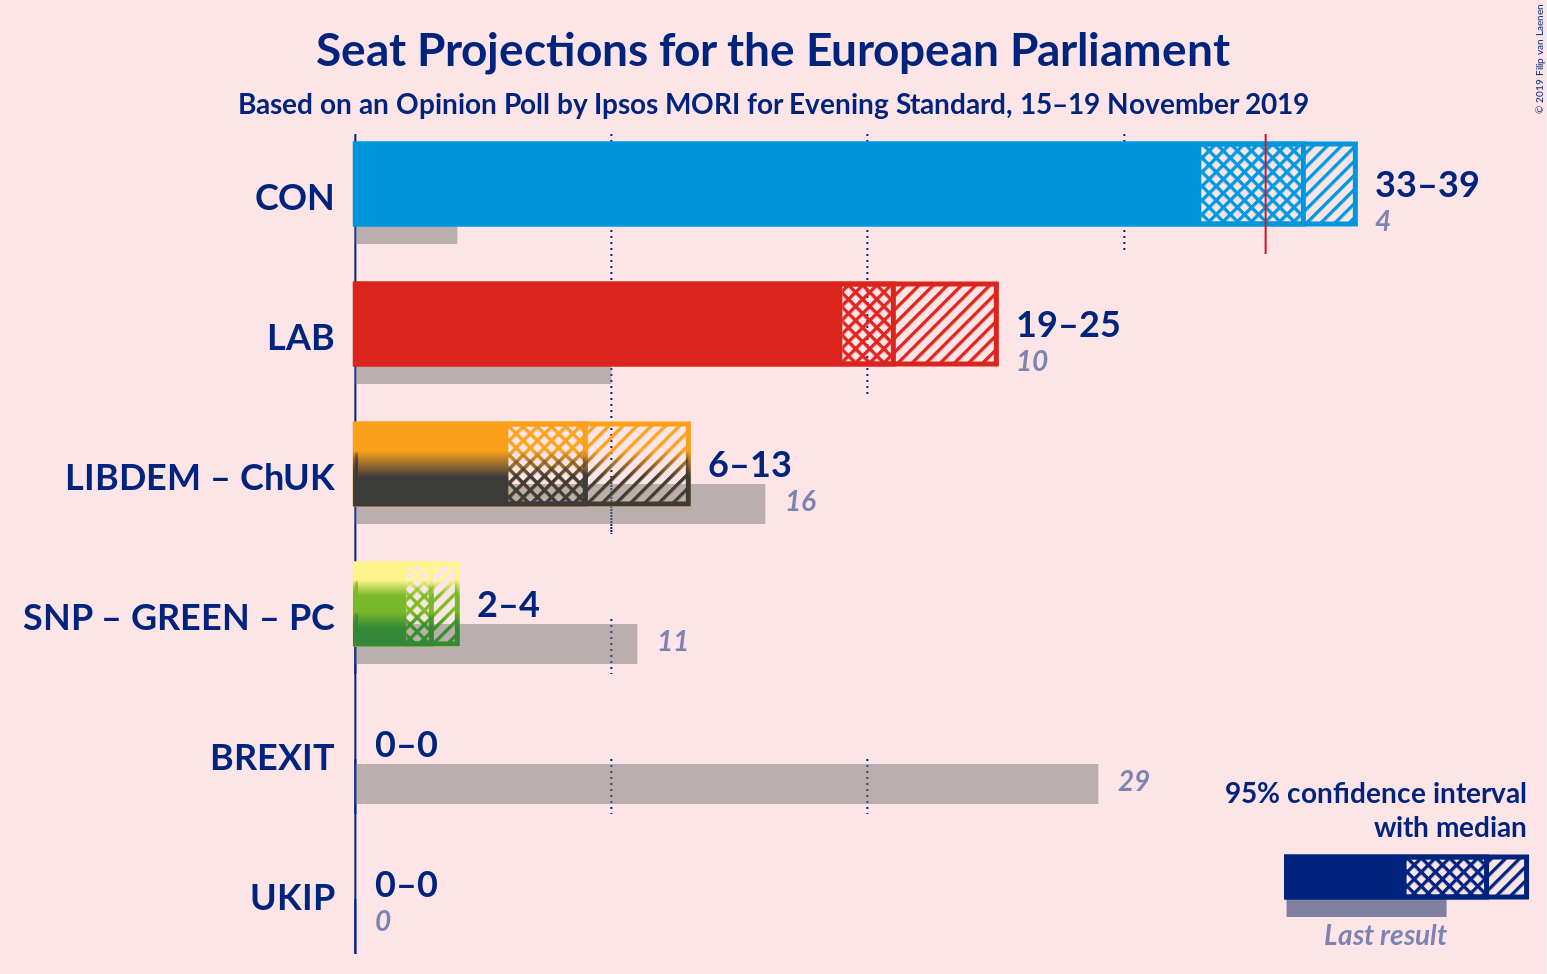 Seat Projections for the European Parliament
Based on an Opinion Poll by Ipsos MORI for Evening Standard, 15–19 November 2019
© 2019 Filip van Laenen
CON
33–39
4
LAB
19–25
10
LIBDEM – ChUK
6–13
16
SNP – GREEN – PC
2–4
11
BREXIT
0–0
29
UKIP
0–0
0
95% confidence interval
with median
Last result